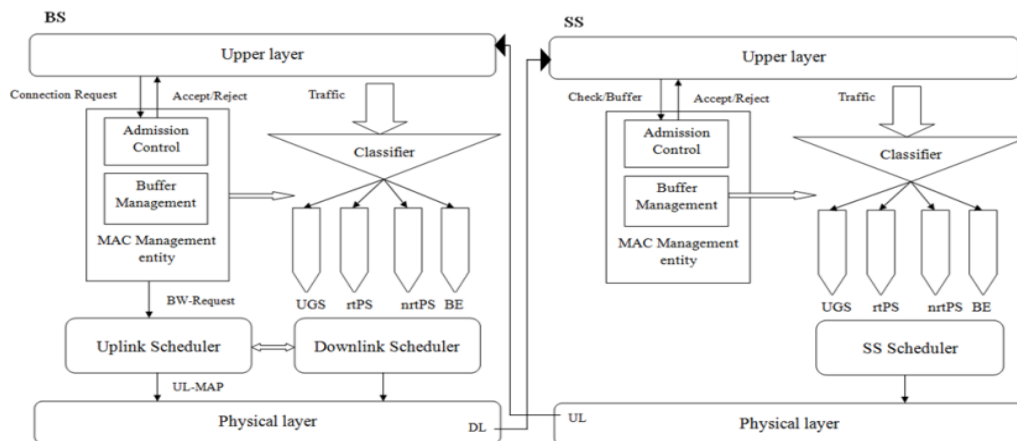 BS
Upper layer
Connection Request
Accept/Reject
Traffic
Admission
Control
Classifier
Buffer
Management
MAC Management
entity
UGS
rtPS
nrtPS
BE
BW-Request
Uplink Scheduler
Downlink Scheduler
UL-MAP
Physical layer
DL
SS
Upper layer
Check/Buffer
Accept/Reject
Traffic
Admission
Control
Classifier
Buffer
Management
MAC Management
entity
UGS
rtPS
nrtPS
BE
SS Scheduler
UL
Physical layer